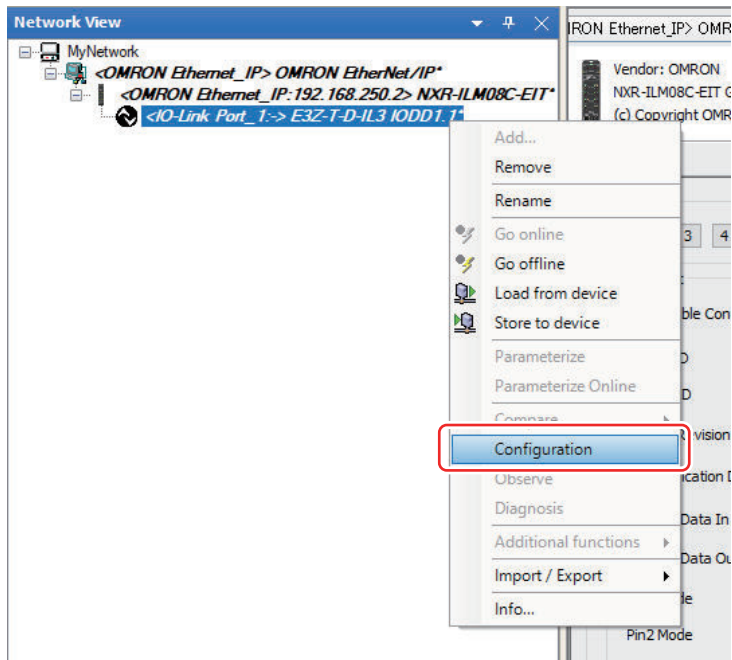 Network View
MyNetwork
<OMRON Ethernet_IP> OMRON EtherNet/IP*
<OMRON Ethernet_IP:192.168.250.2> NXR-ILM08C-EIT*
<IO-Link Port_1:-> E3Z-T-D-IL3 IODD1.1*
Add...
Remove
Rename
Go online
Go offline
Load from device
Store to device
Parameterize
Parameterize Online
Compare
Configuration
Observe
Diagnosis
Additional functions
Import / Export
Info...
RON Ethernet_IP> OMR
Vendor: OMRON
NXR-ILM08C-EIT G
(c) Copyright OMR
3 4
ble Con
D
D
Revision
ication D
Data In
Data Ou
de
Pin2 Mode